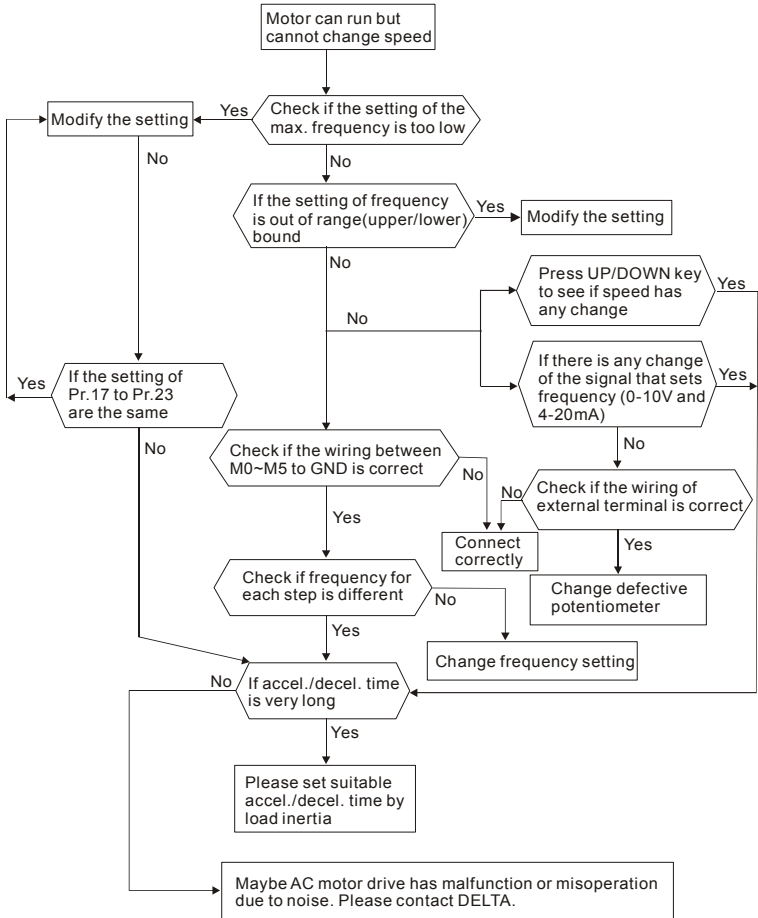 Motor can run but
cannot change speed
Yes
Check if the setting of the
max. frequency is too low
Modify the setting
No
No
If the setting of frequency
is out of range(upper/lower)
bound
Yes
Modify the setting
No
Press UP/DOWN key
to see if speed has
any change
Yes
No
If there is any change
of the signal that sets
frequency (0-10V and
4-20mA)
Yes
Yes
If the setting of
Pr.17 to Pr.23
are the same
No
No
Check if the wiring between
M0~M5 to GND is correct
No
No
Check if the wiring of
external terminal is correct
Yes
Connect
correctly
Yes
Change defective
potentiometer
Check if frequency for
each step is different
No
Yes
Change frequency setting
No
If accel./decel. time
is very long
Yes
Please set suitable
accel./decel. time by
load inertia
Maybe AC motor drive has malfunction or misoperation
due to noise. Please contact DELTA.